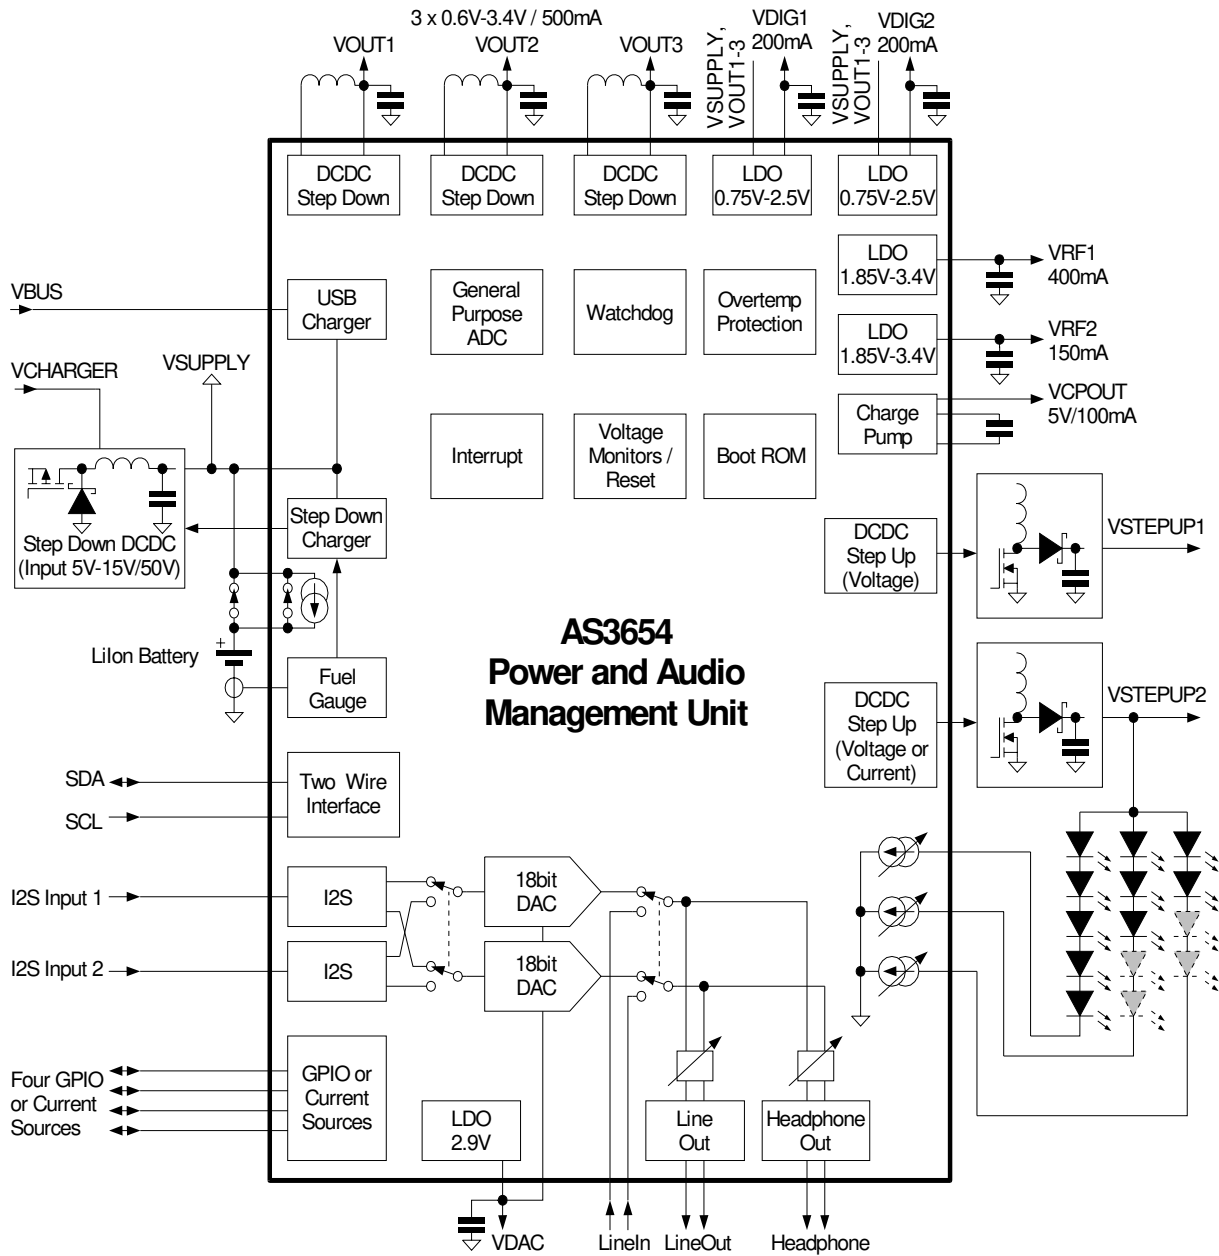 3 x 0.6V-3.4V / 500mA
VOUT1
VOUT2
VOUT3
VSUPPLY,
VOUT1-3
VDIG1
200mA
VSUPPLY,
VOUT1-3
VDIG2
200mA
DCDC
Step Down
DCDC
Step Down
DCDC
Step Down
LDO
0.75V-2.5V
LDO
0.75V-2.5V
LDO
1.85V-3.4V
VRF1
400mA
VBUS
USB
Charger
General
Purpose
ADC
Watchdog
Overtemp
Protection
LDO
1.85V-3.4V
VRF2
150mA
VCHARGER
VSUPPLY
Charge
Pump
VCPOUT
5V/100mA
Interrupt
Voltage
Monitors /
Reset
Boot ROM
Step Down DCDC
(Input 5V-15V/50V)
Step Down
Charger
DCDC
Step Up
(Voltage)
VSTEPUP1
AS3654
Power and Audio
Management Unit
+
LiIon Battery
Fuel
Gauge
DCDC
Step Up
(Voltage or
Current)
VSTEPUP2
SDA
SCL
Two Wire
Interface
I2S Input 1
I2S
18bit
DAC
I2S Input 2
I2S
18bit
DAC
Four GPIO
or Current
Sources
GPIO or
Current
Sources
LDO
2.9V
Line
Out
Headphone
Out
VDAC
LineIn
LineOut
Headphone